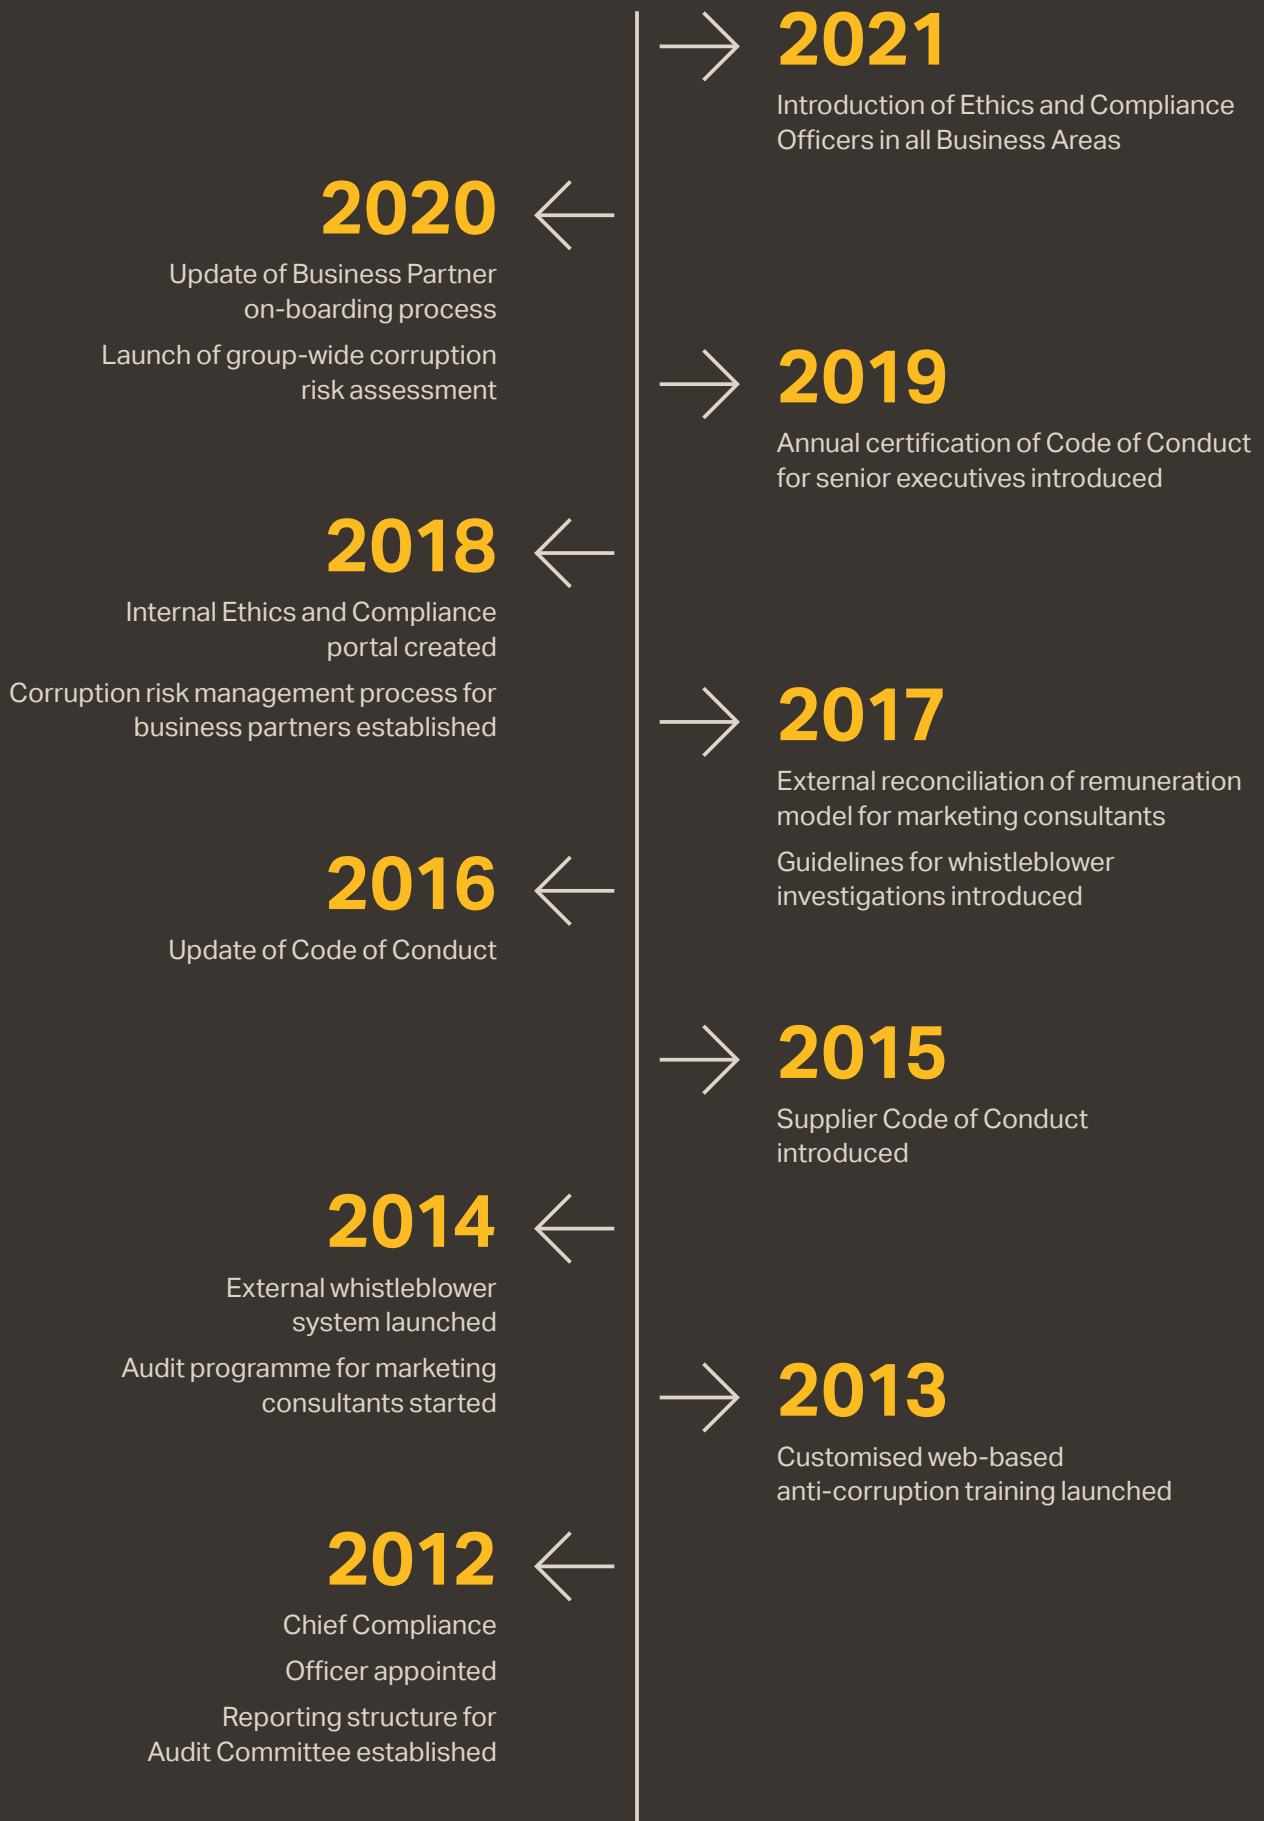 2021
Introduction of Ethics and Compliance
Officers in all Business Areas
2020
Update of Business Partner
on-boarding process
Launch of group-wide corruption
risk assessment
2019
Annual certification of Code of Conduct
for senior executives introduced
2018
Internal Ethics and Compliance
portal created
Corruption risk management process for
business partners established
2017
External reconciliation of remuneration
model for marketing consultants
Guidelines for whistleblower
investigations introduced
2016
Update of Code of Conduct
2015
Supplier Code of Conduct
introduced
2014
External whistleblower
system launched
Audit programme for marketing
consultants started
2013
Customised web-based
anti-corruption training launched
2012
Chief Compliance
Officer appointed
Reporting structure for
Audit Committee established